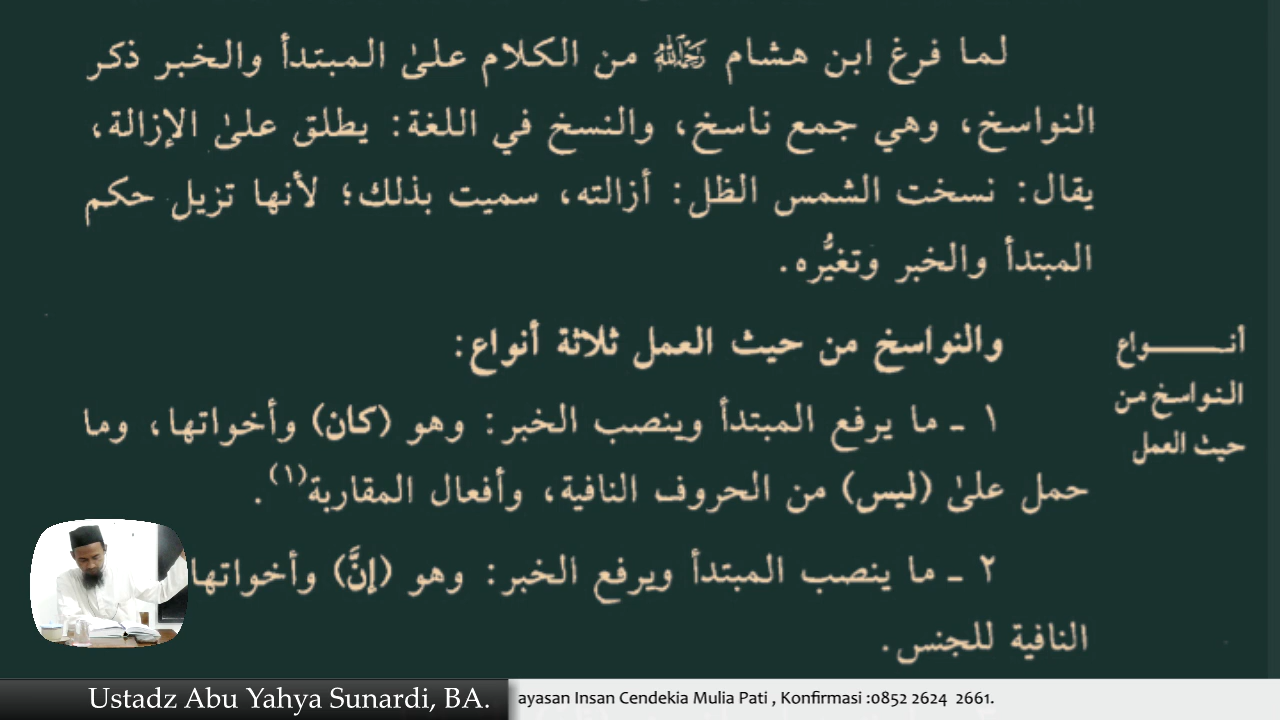 لما فرغ ابن هشام ﵀ من الكلام علىٰ المبتدأ والخبر ذكر
النواسخ، وهي جمع ناسخ، والنسخ في اللغة: يطلق علىٰ الإزالة،
يقال: نسخت الشمس الظل: أزالته، سميت بذلك؛ لأنها تزيل حكم
المبتدأ والخبر وتغيُّره.
أنـــواع
النواسخ من
حيث العمل
والنواسخ من حيث العمل ثلاثة أنواع:
١ ـ ما يرفع المبتدأ وينصب الخبر: وهو (كان) وأخواتها، وما
حمل علىٰ (ليس) من الحروف النافية، وأفعال المقاربة(١).
٢ ـ ما ينصب المبتدأ ويرفع الخبر: وهو (إنَّ) وأخواتها
النافية للجنس.
Ustadz Abu Yahya Sunardi, BA.
ayasan Insan Cendekia Mulia Pati , Konfirmasi :0852 2624 2661.